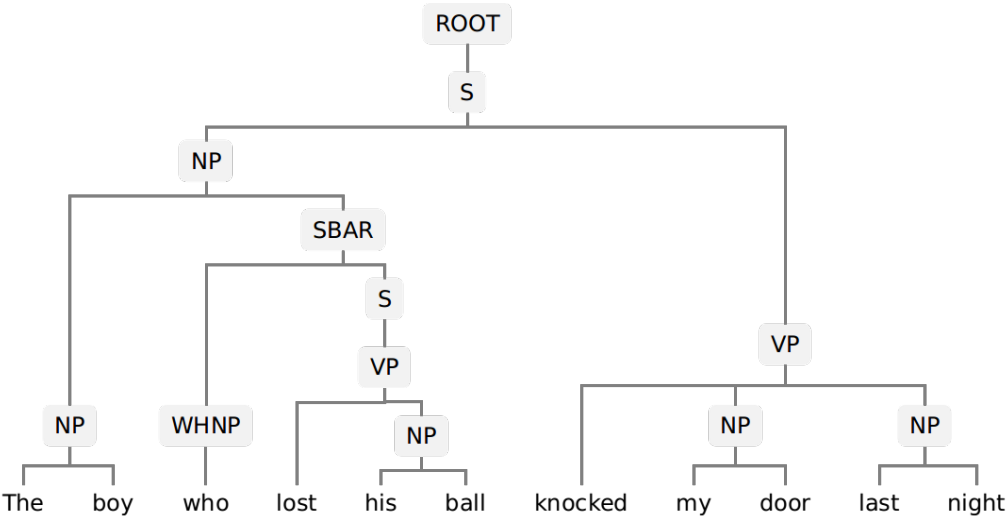 ROOT
S
NP
SBAR
S
VP
VP
NP WHNP NP NP NP
The boy who lost his ball knocked my door last night